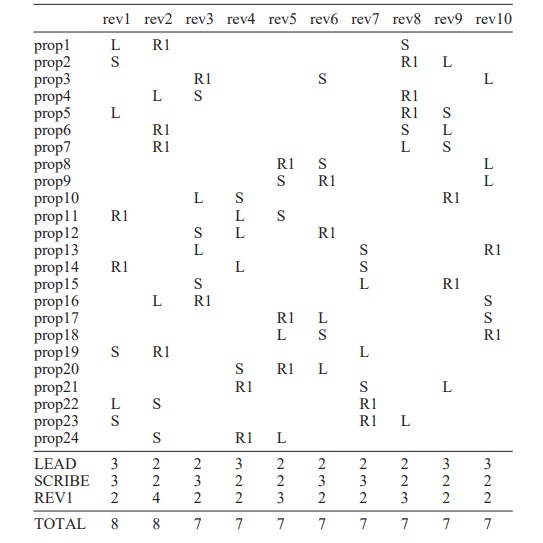 rev1 rev2 rev3 rev4 rev5 rev6 rev7 rev8 rev9 rev10
prop1 L R1 S
prop2 S R1 L
prop3 R1 S L
prop4 L S R1
prop5 L R1 S
prop6 R1 S L
prop7 R1 L S
prop8 R1 S L
prop9 S R1 L
prop10 L S R1
prop11 R1 L S
prop12 S L R1
prop13 L S R1
prop14 R1 L S
prop15 S L R1
prop16 L R1 S
prop17 R1 L S
prop18 L S R1
prop19 S R1 L
prop20 S R1 L
prop21 R1 S L
prop22 L S R1
prop23 S R1 L
prop24 S R1 L
LEAD 3 2 2 3 2 2 2 2 3 3
SCRIBE 3 2 3 2 2 3 3 2 2 2
REV1 2 4 2 2 3 2 2 3 2 2
TOTAL 8 8 7 7 7 7 7 7 7 7